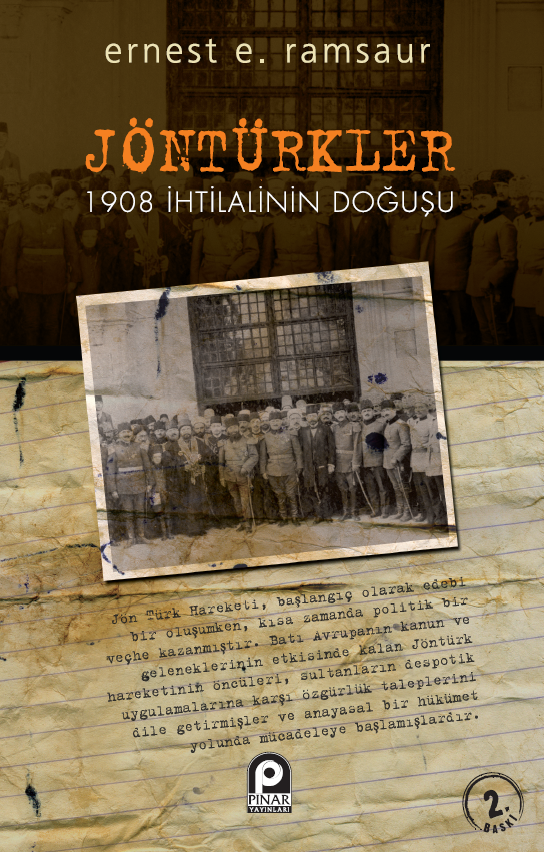 ernest e. ramsaur
JÖNTÜRKLER
1908 İHTİLALİNİN DOĞUŞU
Jön Türk Hareketi, başlangıç olarak edebi
bir oluşumken, kısa zamanda politik bir
veçhe kazanmıştır. Batı Avrupanın kanun ve
geleneklerinin etkisinde kalan Jöntürk
hareketinin öncüleri, sultanların despotik
uygulamalarına karşı özgürlük taleplerini
dile getirmişler ve anayasal bir hükümet
yolunda mücadeleye başlamışlardır.
PINAR
YAYINLARI
2.
BASKI